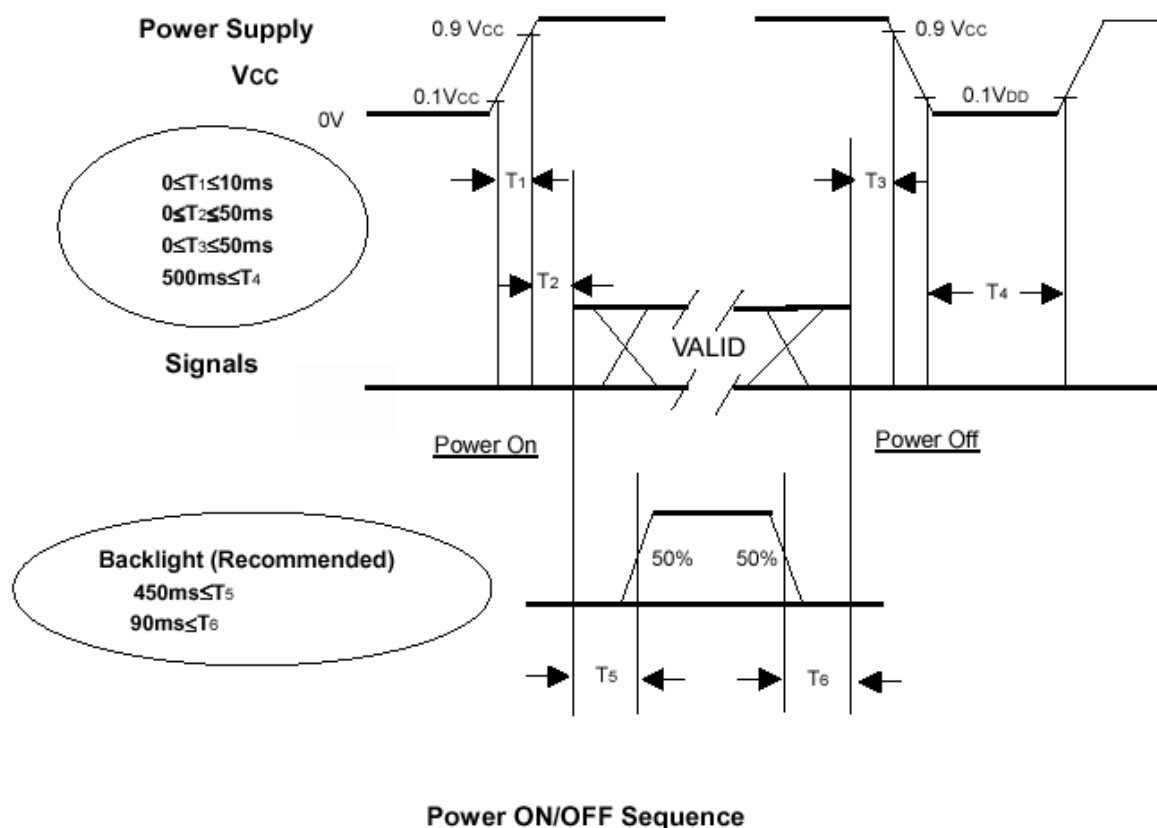 Power Supply
Vcc
0.9 Vcc
0.1Vcc
0V
0.9 Vcc
0.1VDD
0≤T1≤10ms
0≤T2≤50ms
0≤T3≤50ms
500ms≤T4
T1
T3
T2
T4
Signals
VALID
Power On
Power Off
Backlight (Recommended)
450ms≤T5
90ms≤T6
50%
50%
T5
T6
Power ON/OFF Sequence